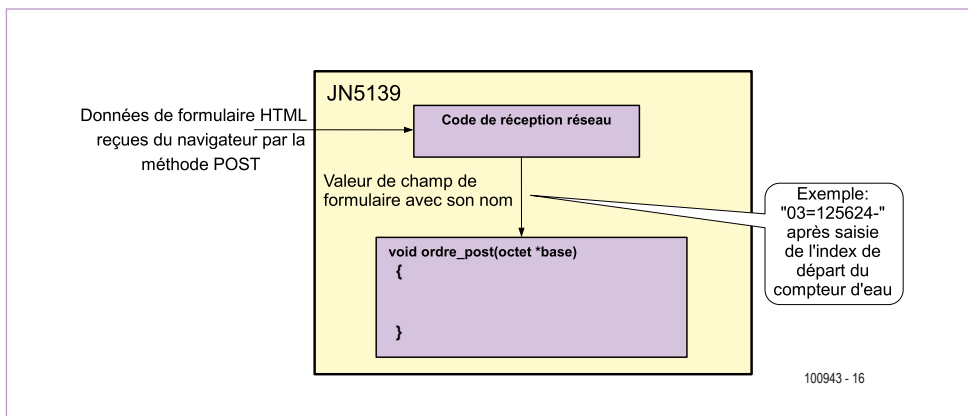 JN5139
Données de formulaire HTML
reçues du navigateur par la
méthode POST
Code de réception réseau
Valeur de champ de
formulaire avec son nom
Exemple:
"03=125624-"
après saisie
de l'index de
départ du
compteur d'eau
void ordre_post(octet *base)
{
}
100943 - 16